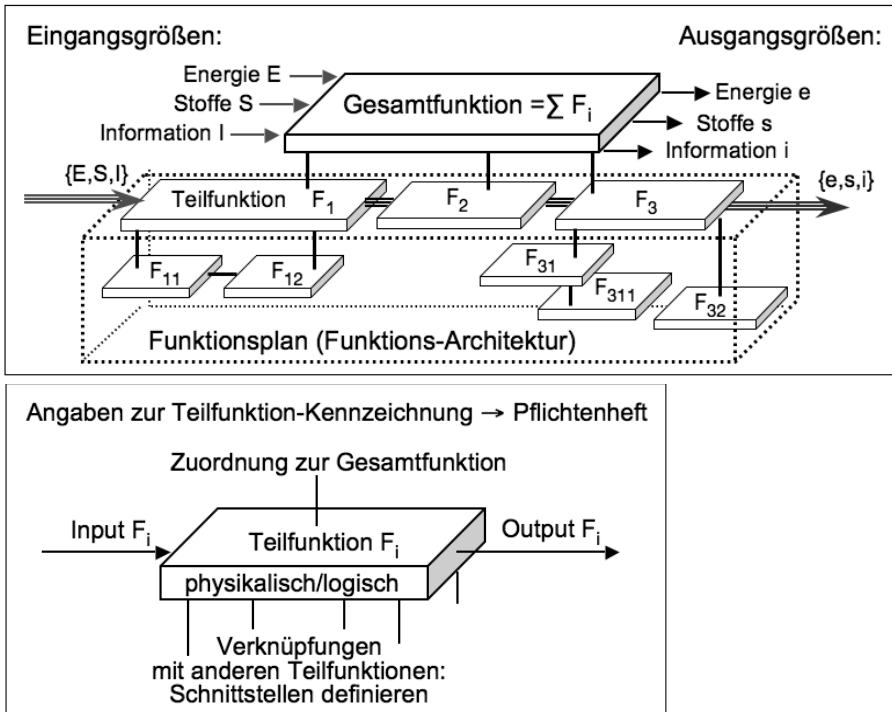 Eingangsgrößen:
Ausgangsgrößen:
Energie E
Stoffe S
Information I
Gesamtfunktion =∑ Fi
Energie e
Stoffe s
Information i
{E,S,I}
Teilfunktion F1
F2
F3
{e,s,i}
F11
F12
F31
F311
F32
Funktionsplan (Funktions-Architektur)
Angaben zur Teilfunktion-Kennzeichnung → Pflichtenheft
Zuordnung zur Gesamtfunktion
Input Fi
Teilfunktion Fi
Output Fi
physikalisch/logisch
Verknüpfungen
mit anderen Teilfunktionen:
Schnittstellen definieren